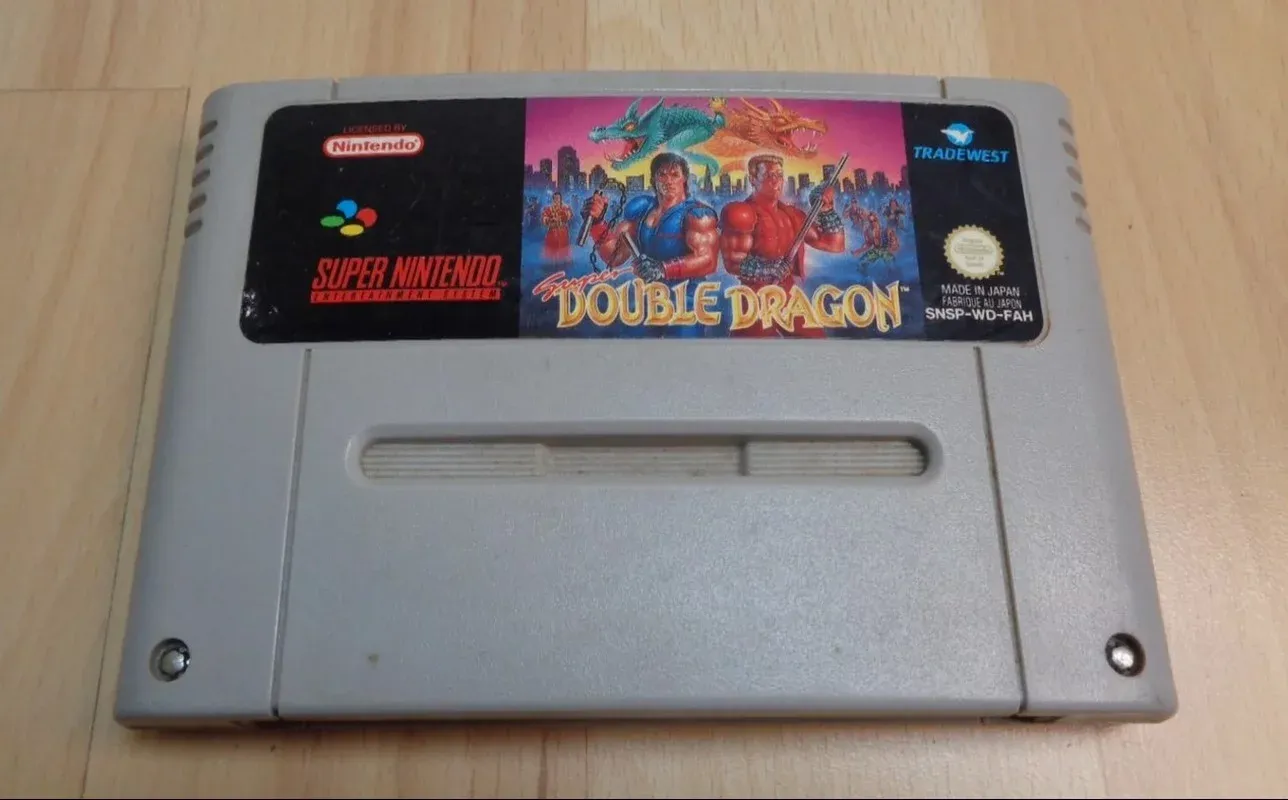 LICENSED BY
Nintendo
SUPER NINTENDO
ENTERTAINMENT SYSTEM
Super
DOUBLE DRAGON™
TRADEWEST
MADE IN JAPAN
FABRIQUE AU JAPON
SNSP-WD-FAH